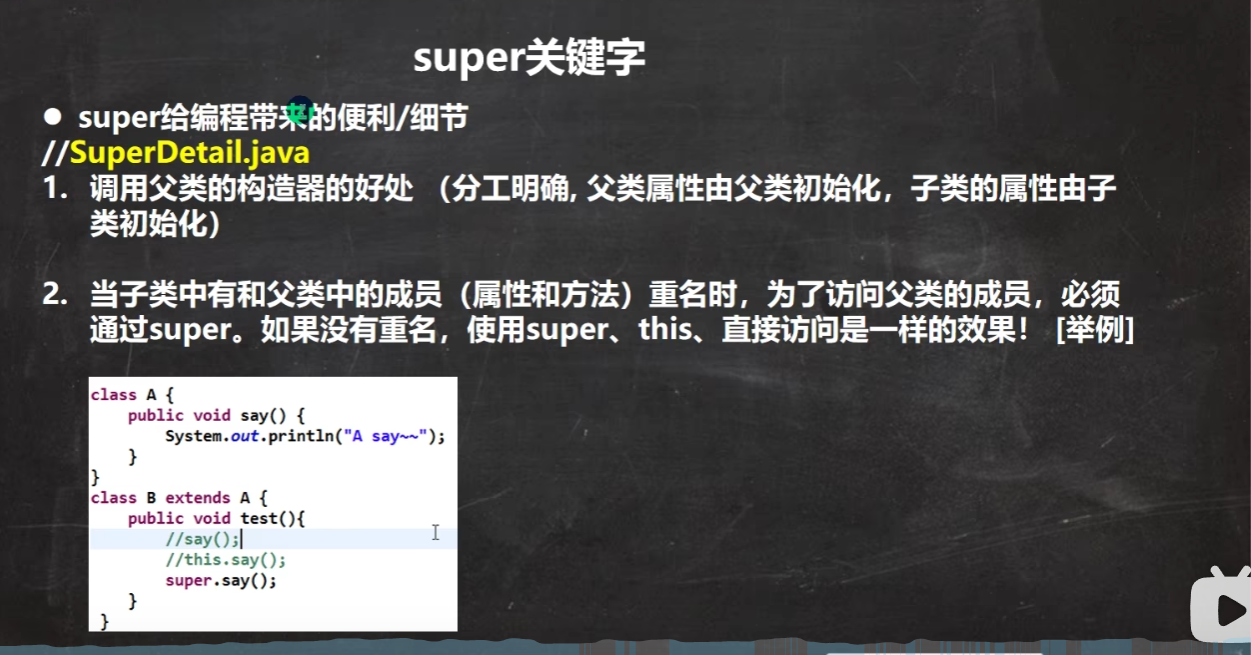 super关键字
● super给编程带来的便利/细节
//SuperDetail.java
1. 调用父类的构造器的好处 （分工明确, 父类属性由父类初始化，子类的属性由子
类初始化）
2. 当子类中有和父类中的成员（属性和方法）重名时，为了访问父类的成员，必须
通过super。如果没有重名，使用super、this、直接访问是一样的效果！ [举例]
class A {
public void say() {
System.out.println("A say~~");
}
}
class B extends A {
public void test(){
//say();
//this.say();
super.say();
}
}